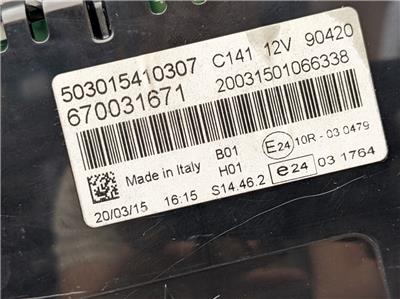 503015410307 C141 12V 90420
670031671 20031501066338
Made in Italy B01 E24 10R - 03 0479
H01
20/03/15 16:15 S14.46.2 e24 03 1764